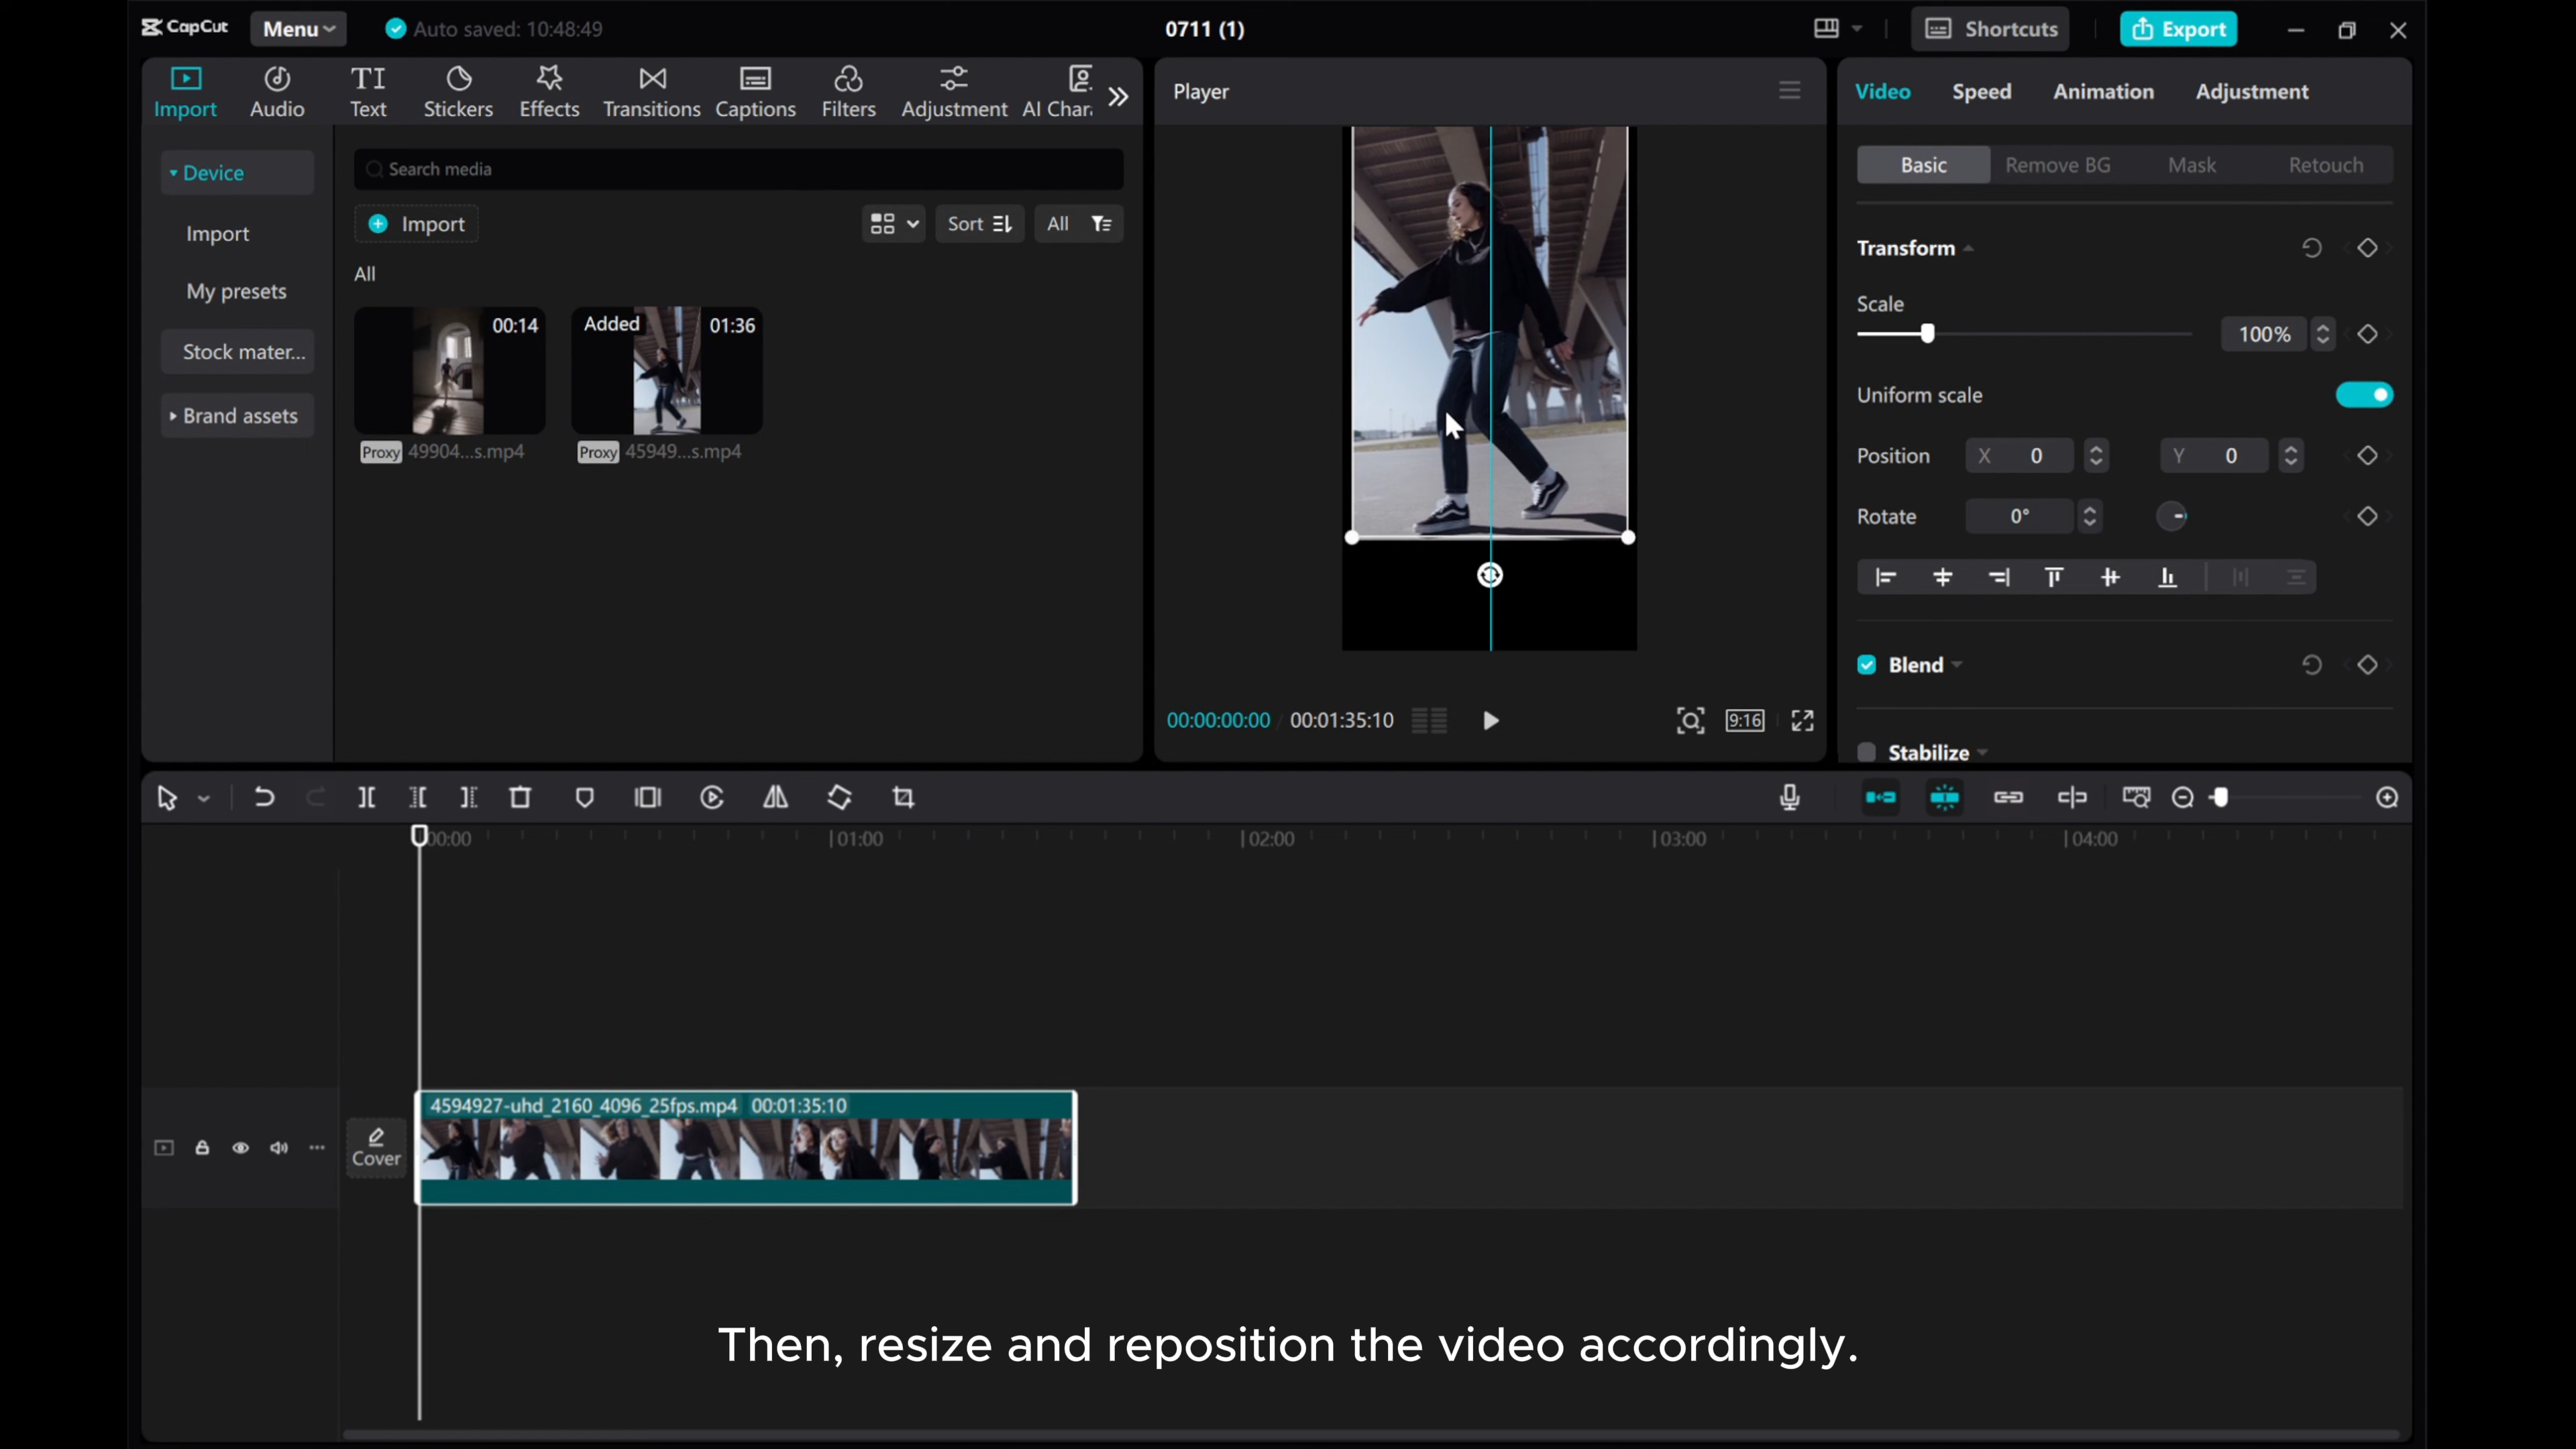 CapCut Menu Auto saved: 10:48:49 0711 (1) Shortcuts Export
Import Audio TI Text Stickers Effects Transitions Captions Filters Adjustment AI Char
Device
Import
My presets
Stock mater...
Brand assets
Search media
Import Sort All
All
00:14
Added 01:36
Proxy 49904...s.mp4 Proxy 45949...s.mp4
Player
00:00:00:00 00:01:35:10 9:16
Video Speed Animation Adjustment
Basic Remove BG Mask Retouch
Transform
Scale
100%
Uniform scale
Position X 0 Y 0
Rotate 0°
Blend
Stabilize
00:00 01:00 02:00 03:00 04:00
4594927-uhd_2160_4096_25fps.mp4 00:01:35:10
Cover
Then, resize and reposition the video accordingly.